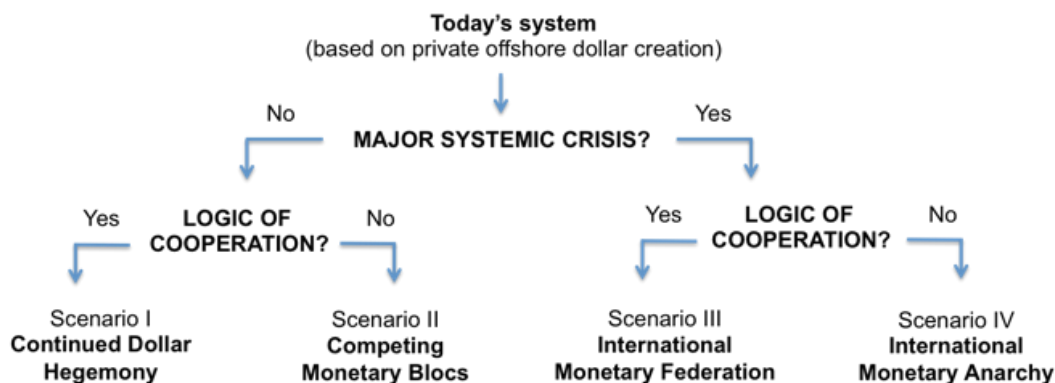 Today's system
(based on private offshore dollar creation)
No
Yes
MAJOR SYSTEMIC CRISIS?
Yes
LOGIC OF
COOPERATION?
No
Yes
LOGIC OF
COOPERATION?
No
Scenario I
Continued Dollar
Hegemony
Scenario II
Competing
Monetary Blocs
Scenario III
International
Monetary Federation
Scenario IV
International
Monetary Anarchy